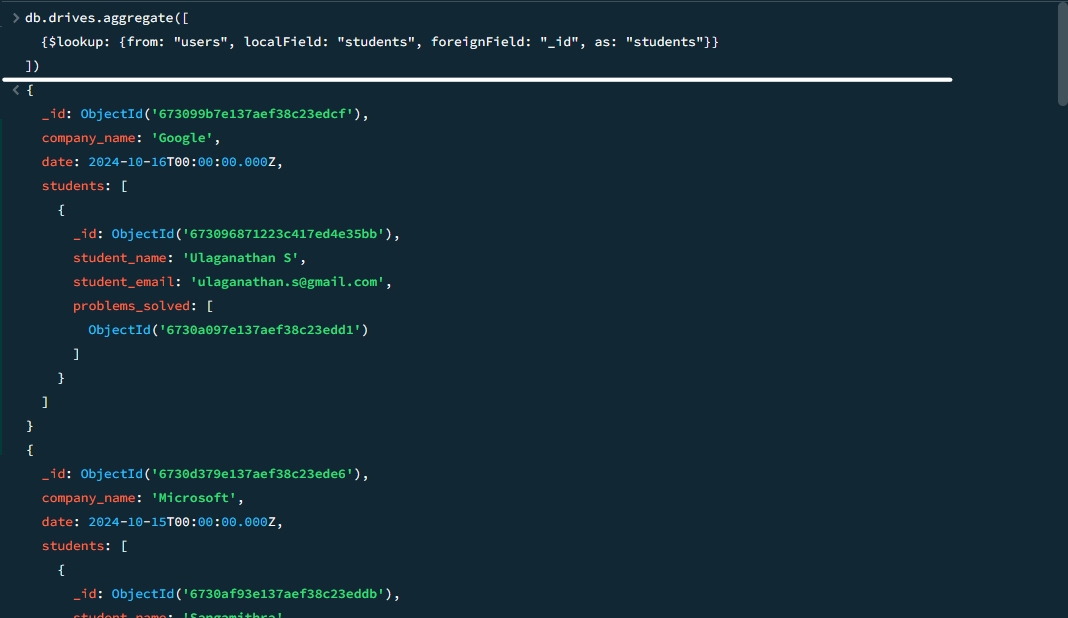 db.drives.aggregate([
{$lookup: {from: "users", localField: "students", foreignField: "_id", as: "students"}}
])
{
_id: ObjectId('673099b7e137aef38c23edcf'),
company_name: 'Google',
date: 2024-10-16T00:00:00.000Z,
students: [
{
_id: ObjectId('673096871223c417ed4e35bb'),
student_name: 'Ulaganathan S',
student_email: 'ulaganathan.s@gmail.com',
problems_solved: [
ObjectId('6730a097e137aef38c23edd1')
]
}
]
}
{
_id: ObjectId('6730d379e137aef38c23ede6'),
company_name: 'Microsoft',
date: 2024-10-15T00:00:00.000Z,
students: [
{
_id: ObjectId('6730af93e137aef38c23eddb'),
student_name: 'Sangamithra'